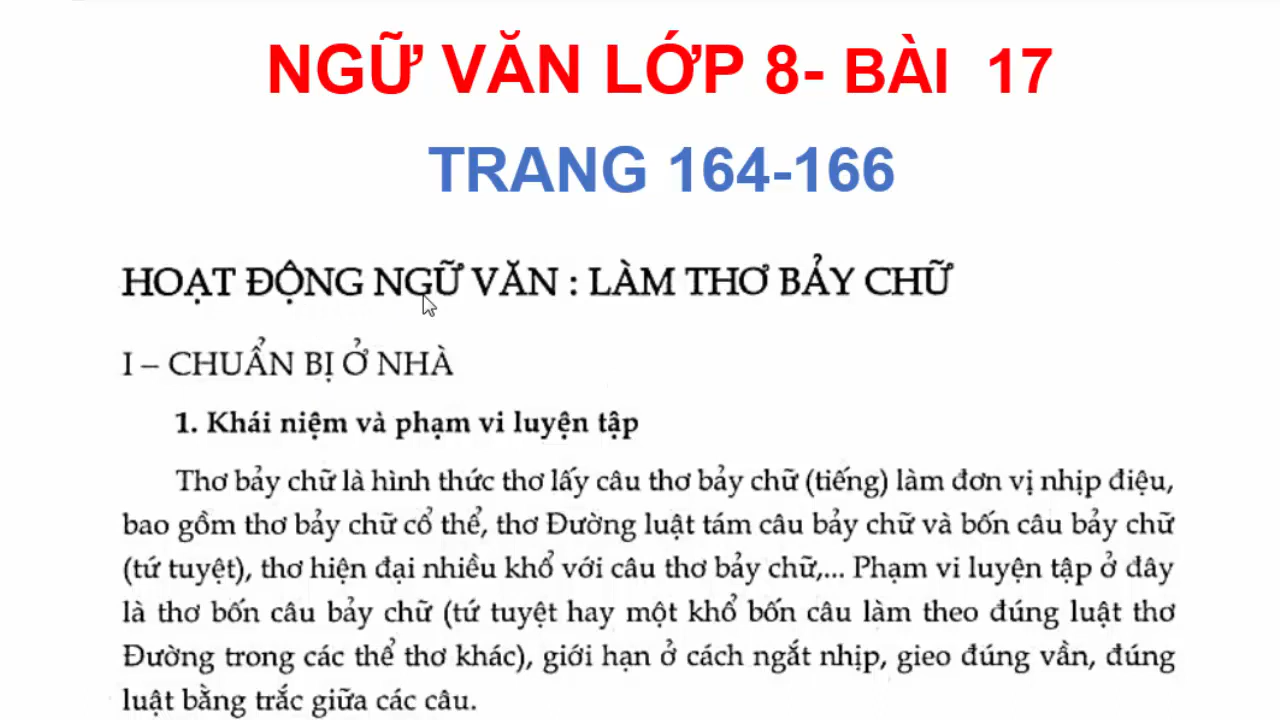 NGỮ VĂN LỚP 8- BÀI 17
TRANG 164-166
HOẠT ĐỘNG NGỮ VĂN : LÀM THƠ BẢY CHỮ
I – CHUẨN BỊ Ở NHÀ
1. Khái niệm và phạm vi luyện tập
Thơ bảy chữ là hình thức thơ lấy câu thơ bảy chữ (tiếng) làm đơn vị nhịp điệu,
bao gồm thơ bảy chữ cổ thể, thơ Đường luật tám câu bảy chữ và bốn câu bảy chữ
(tứ tuyệt), thơ hiện đại nhiều khổ với câu thơ bảy chữ,... Phạm vi luyện tập ở đây
là thơ bốn câu bảy chữ (tứ tuyệt hay một khổ bốn câu làm theo đúng luật thơ
Đường trong các thể thơ khác), giới hạn ở cách ngắt nhịp, gieo đúng vần, đúng
luật bằng trắc giữa các câu.